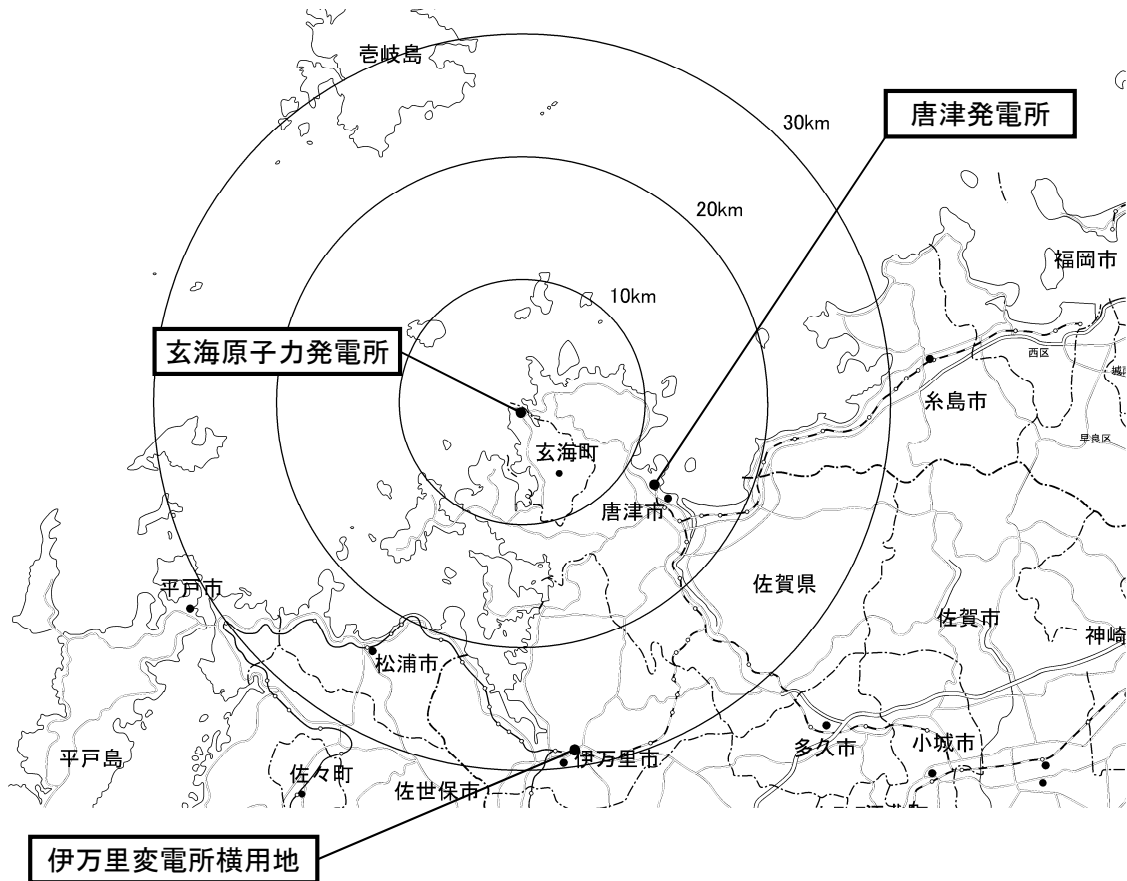 壱岐島
唐津発電所
30km
20km
福岡市
10km
玄海原子力発電所
西区
糸島市
早良区
玄海町
唐津市
佐賀県
平戸市
佐賀市
神崎
松浦市
多久市
小城市
平戸島
伊万里市
佐々町
佐世保市
伊万里変電所横用地